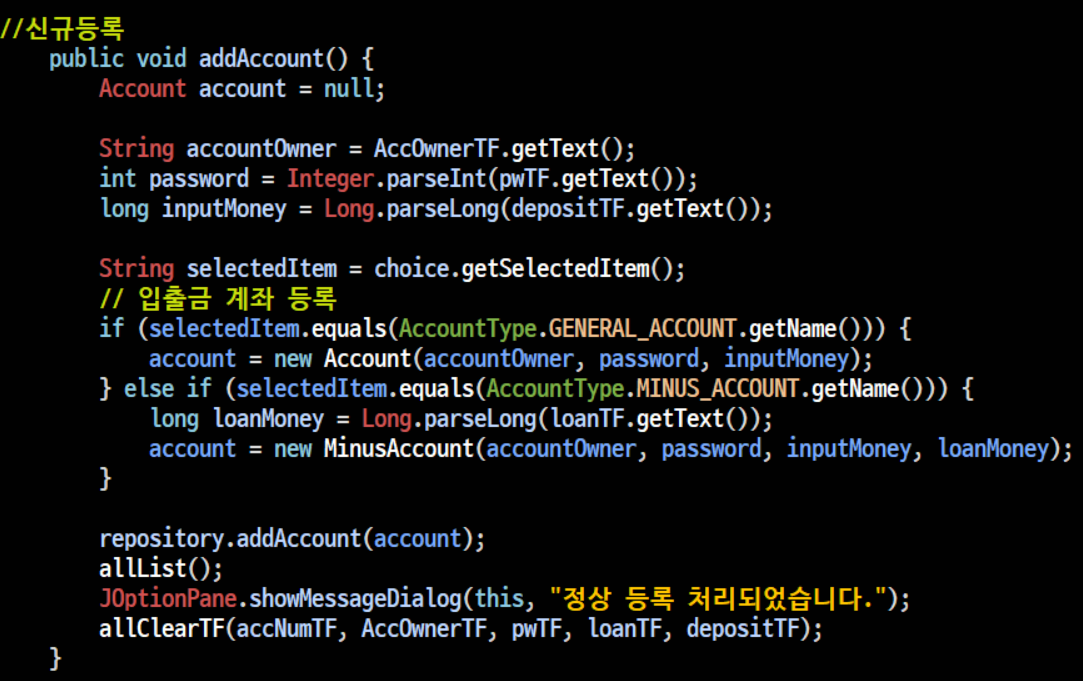 //신규등록
public void addAccount() {
Account account = null;
String accountOwner = AccOwnerTF.getText();
int password = Integer.parseInt(pwTF.getText());
long inputMoney = Long.parseLong(depositTF.getText());
String selectedItem = choice.getSelectedItem();
// 입출금 계좌 등록
if (selectedItem.equals(AccountType.GENERAL_ACCOUNT.getName())) {
account = new Account(accountOwner, password, inputMoney);
} else if (selectedItem.equals(AccountType.MINUS_ACCOUNT.getName())) {
long loanMoney = Long.parseLong(loanTF.getText());
account = new MinusAccount(accountOwner, password, inputMoney, loanMoney);
}
repository.addAccount(account);
allList();
JOptionPane.showMessageDialog(this, "정상 등록 처리되었습니다.");
allClearTF(accNumTF, AccOwnerTF, pwTF, loanTF, depositTF);
}